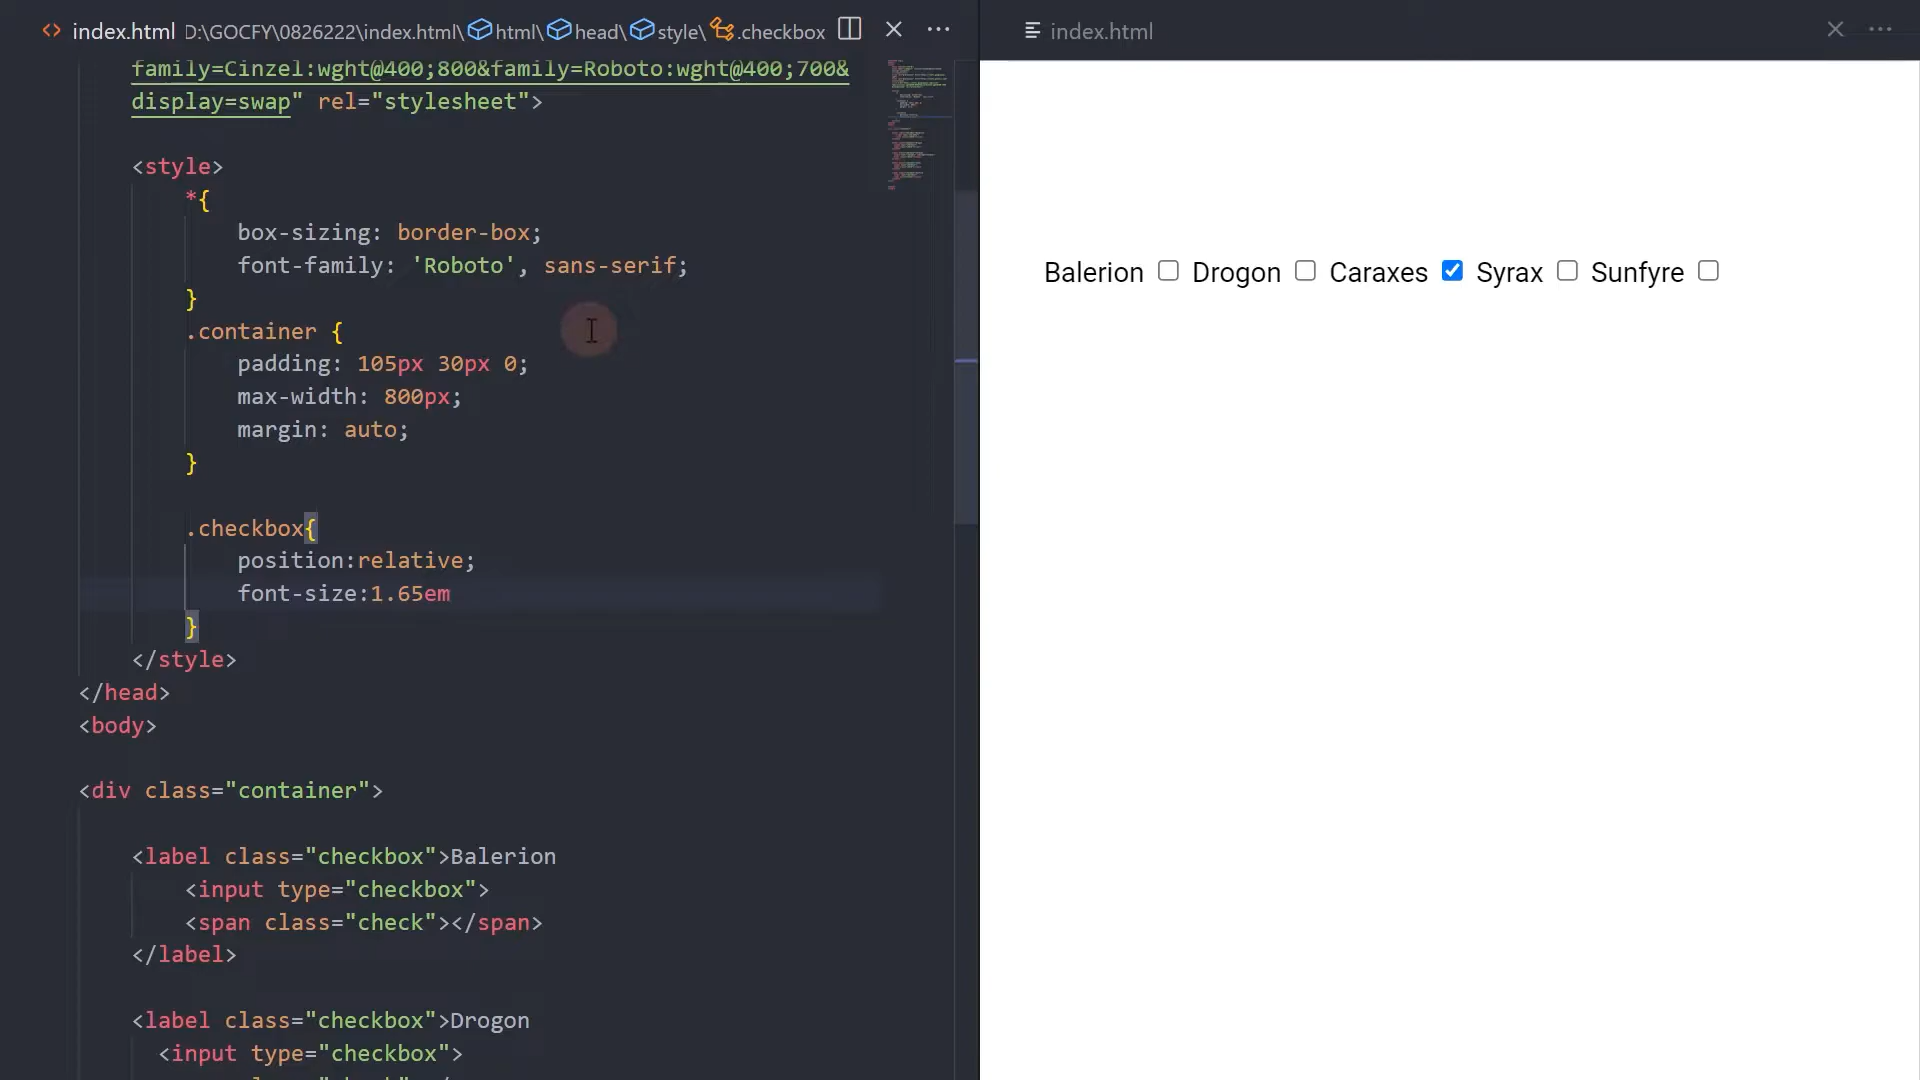 index.html D:\GOCFY\0826222\index.html\html\head\style\.checkbox
family=Cinzel:wght@400;800&family=Roboto:wght@400;700&
display=swap" rel="stylesheet">
<style>
*{
box-sizing: border-box;
font-family: 'Roboto', sans-serif;
}
.container {
padding: 105px 30px 0;
max-width: 800px;
margin: auto;
}
.checkbox{
position:relative;
font-size:1.65em
}
</style>
</head>
<body>
<div class="container">
<label class="checkbox">Balerion
<input type="checkbox">
<span class="check"></span>
</label>
<label class="checkbox">Drogon
<input type="checkbox">
index.html
Balerion Drogon Caraxes Syrax Sunfyre